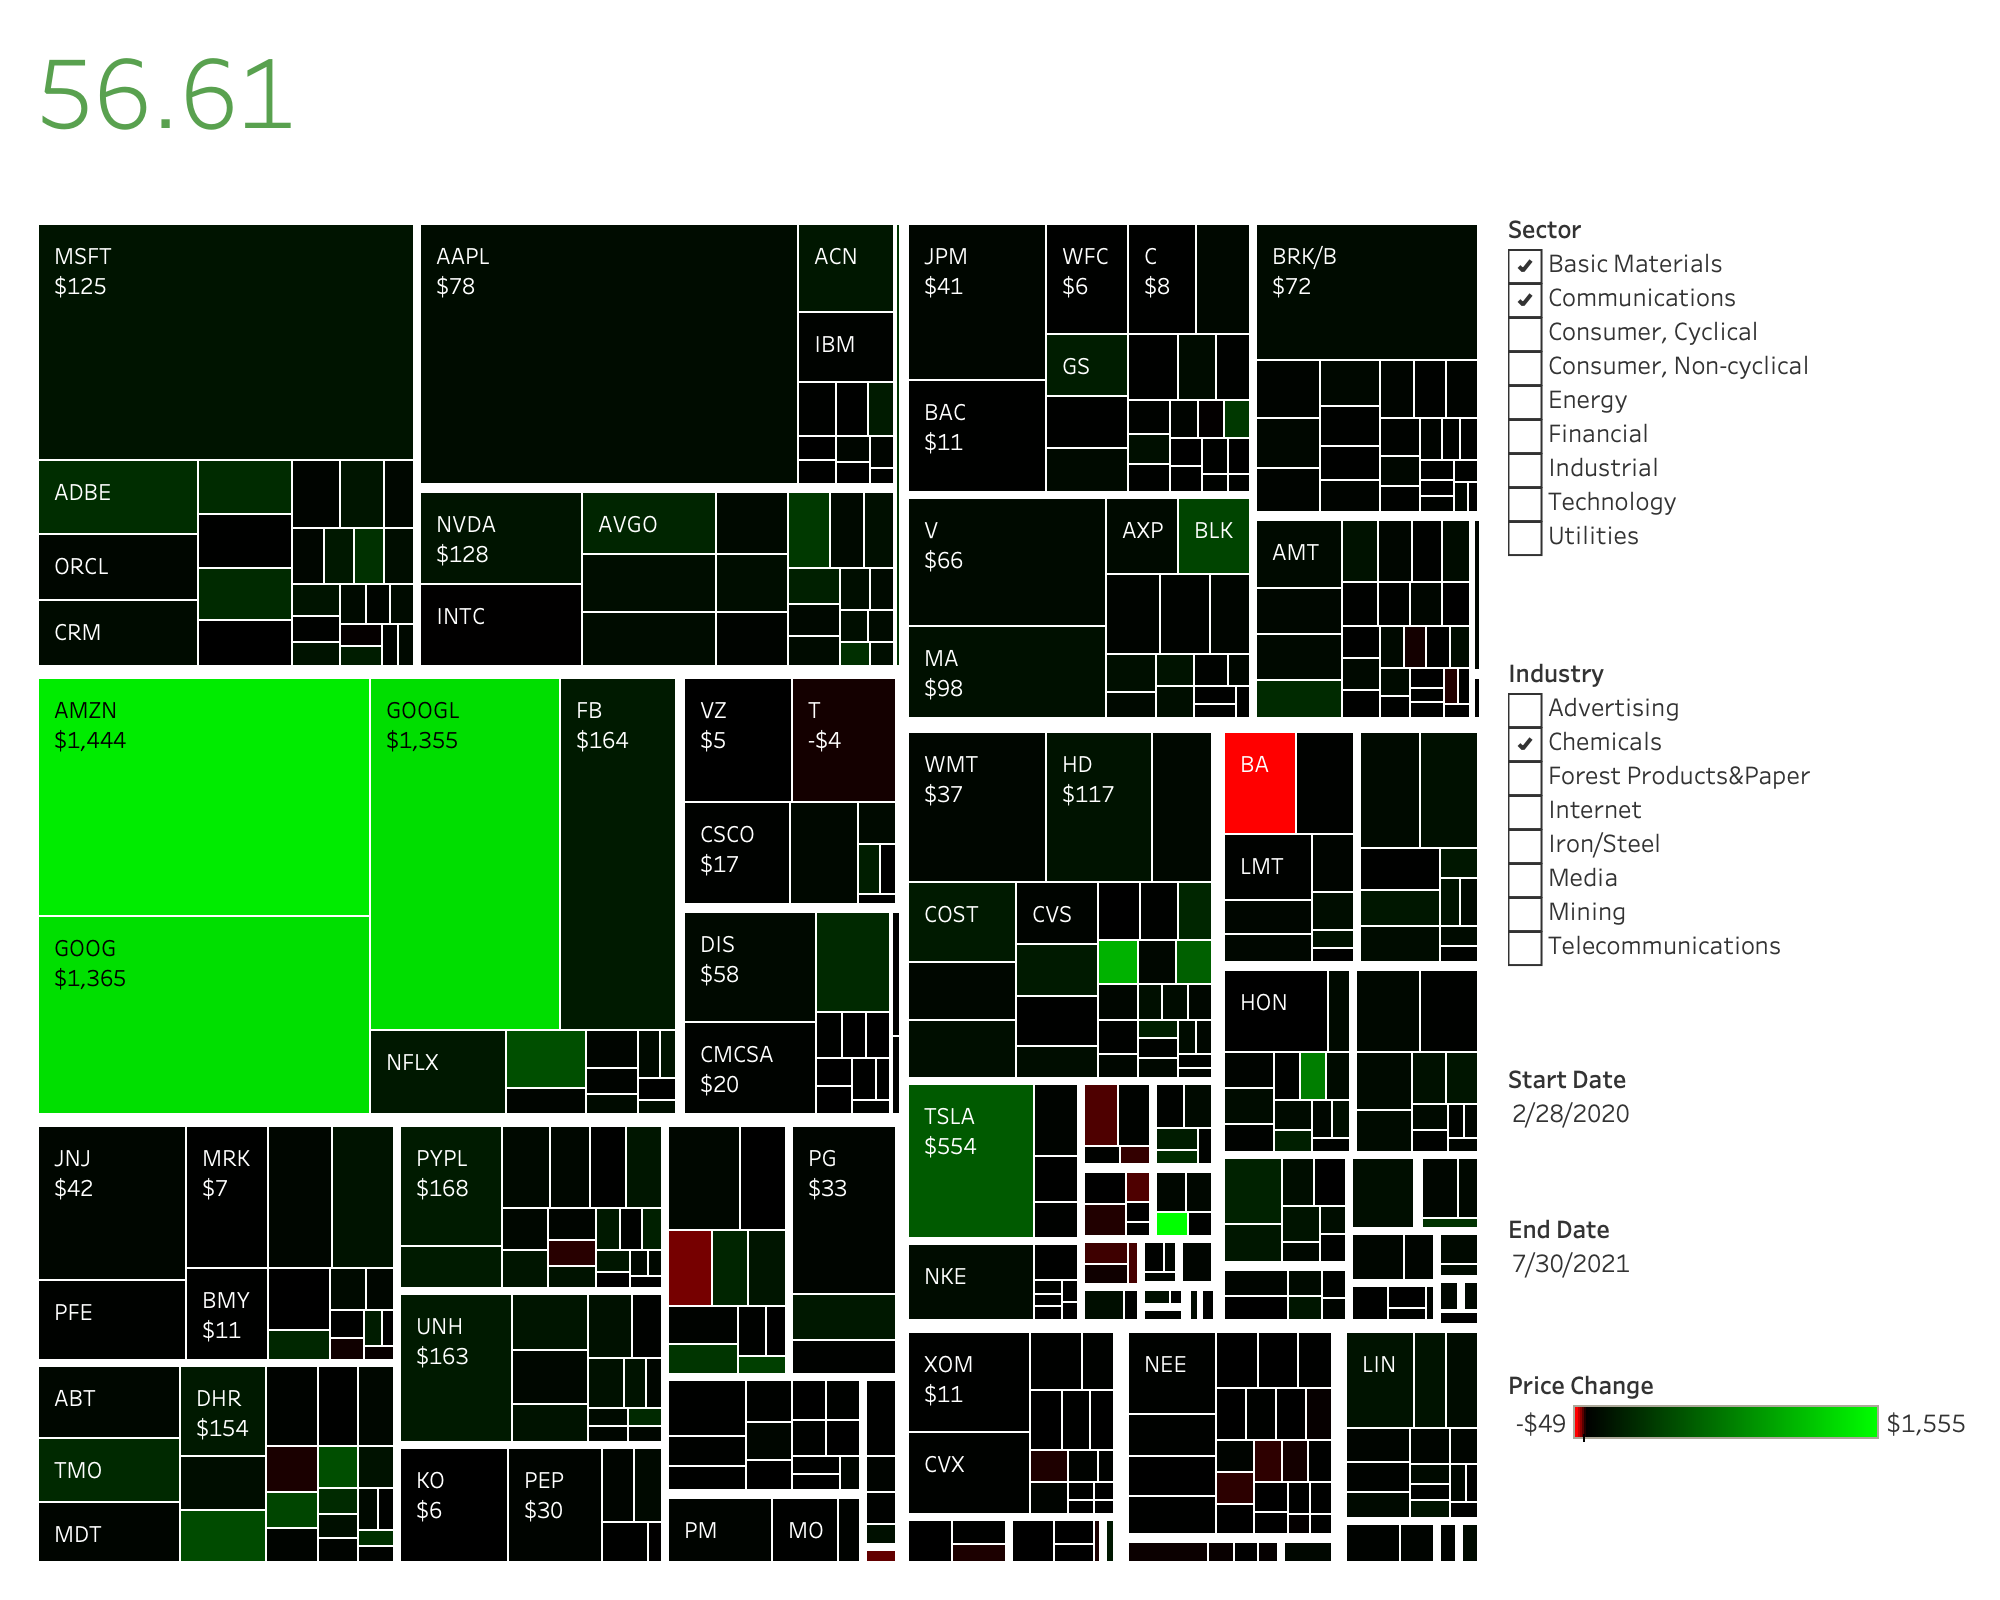 56.61
MSFT
$125
ADBE
ORCL
CRM
AAPL
$78
ACN
IBM
NVDA
$128
AVGO
INTC
AMZN
$1,444
GOOG
$1,365
GOOGL
$1,355
FB
$164
NFLX
VZ
$5
T
-$4
CSCO
$17
DIS
$58
CMCSA
$20
JNJ
$42
MRK
$7
PFE
BMY
$11
ABT
TMO
MDT
DHR
$154
PYPL
$168
UNH
$163
KO
$6
PEP
$30
PG
$33
PM
MO
JPM
$41
WFC
$6
C
$8
GS
BAC
$11
V
$66
MA
$98
AXP
BLK
BRK/B
$72
AMT
WMT
$37
HD
$117
COST
CVS
TSLA
$554
NKE
BA
LMT
HON
XOM
$11
CVX
NEE
LIN
Sector
Basic Materials
Communications
Consumer, Cyclical
Consumer, Non-cyclical
Energy
Financial
Industrial
Technology
Utilities
Industry
Advertising
Chemicals
Forest Products&Paper
Internet
Iron/Steel
Media
Mining
Telecommunications
Start Date
2/28/2020
End Date
7/30/2021
Price Change
-$49
$1,555